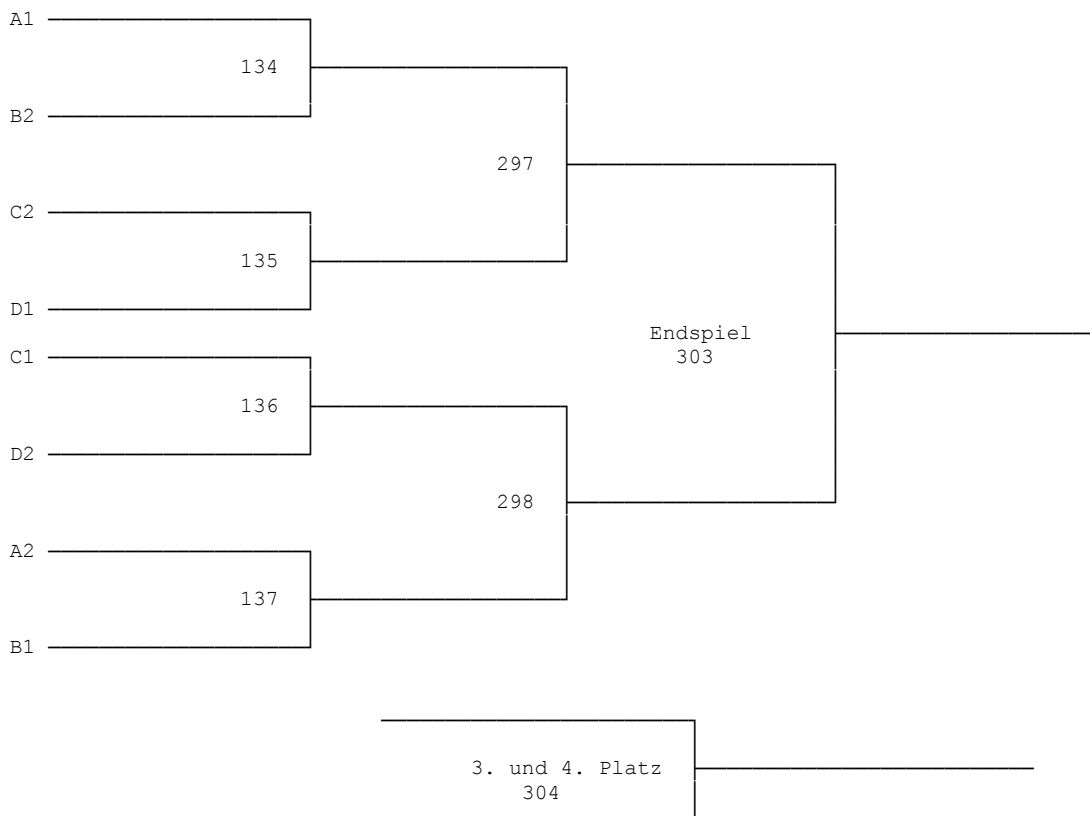 A1
134
B2
297
C2
135
D1
Endspiel
303
C1
136
D2
298
A2
137
B1
3. und 4. Platz
304